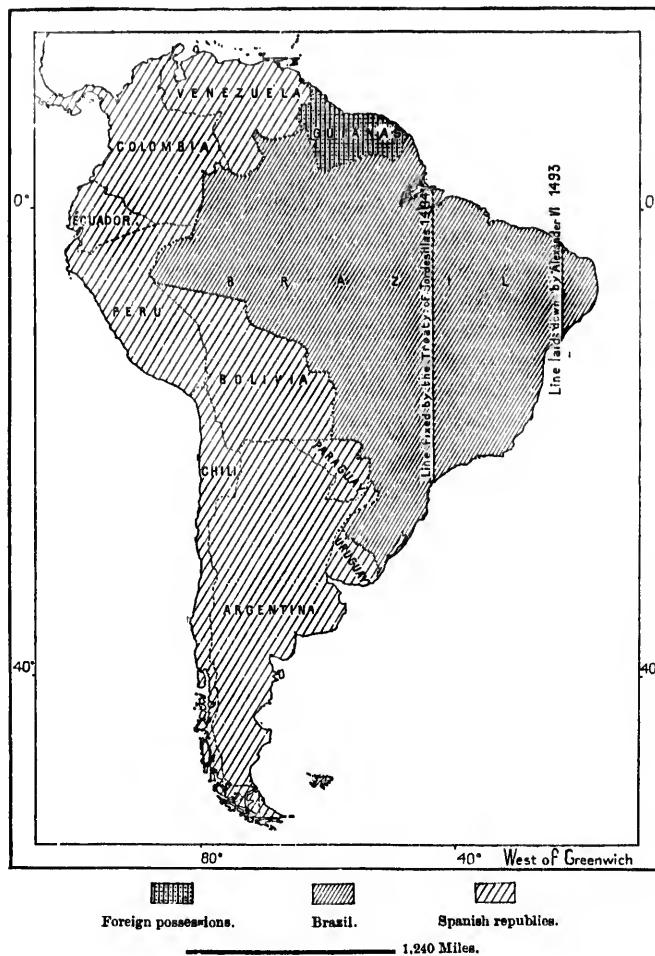 VENEZUELA
GUIANAS
COLOMBIA
0°
0
ECUADOR
BRAZIL
PERU
BOLIVIA
CHILI
PARAGUAY
URUGUAY
ARGENTINA
Line fixed by the Treaty of Tordesillas 1494
Line laid down by Alexander VI 1493
40°
40
80°
40°
West of Greenwich
Foreign possessions.
Brazil.
Spanish republics.
1,240 Miles.